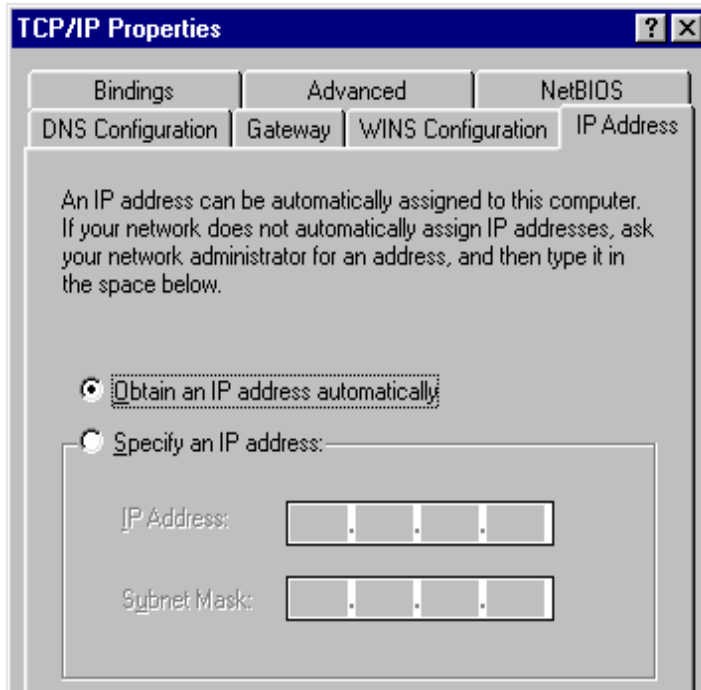 TCP/IP Properties
Bindings Advanced NetBIOS
DNS Configuration Gateway WINS Configuration IP Address
An IP address can be automatically assigned to this computer.
If your network does not automatically assign IP addresses, ask
your network administrator for an address, and then type it in
the space below.
Obtain an IP address automatically
Specify an IP address:
IP Address:
Subnet Mask: